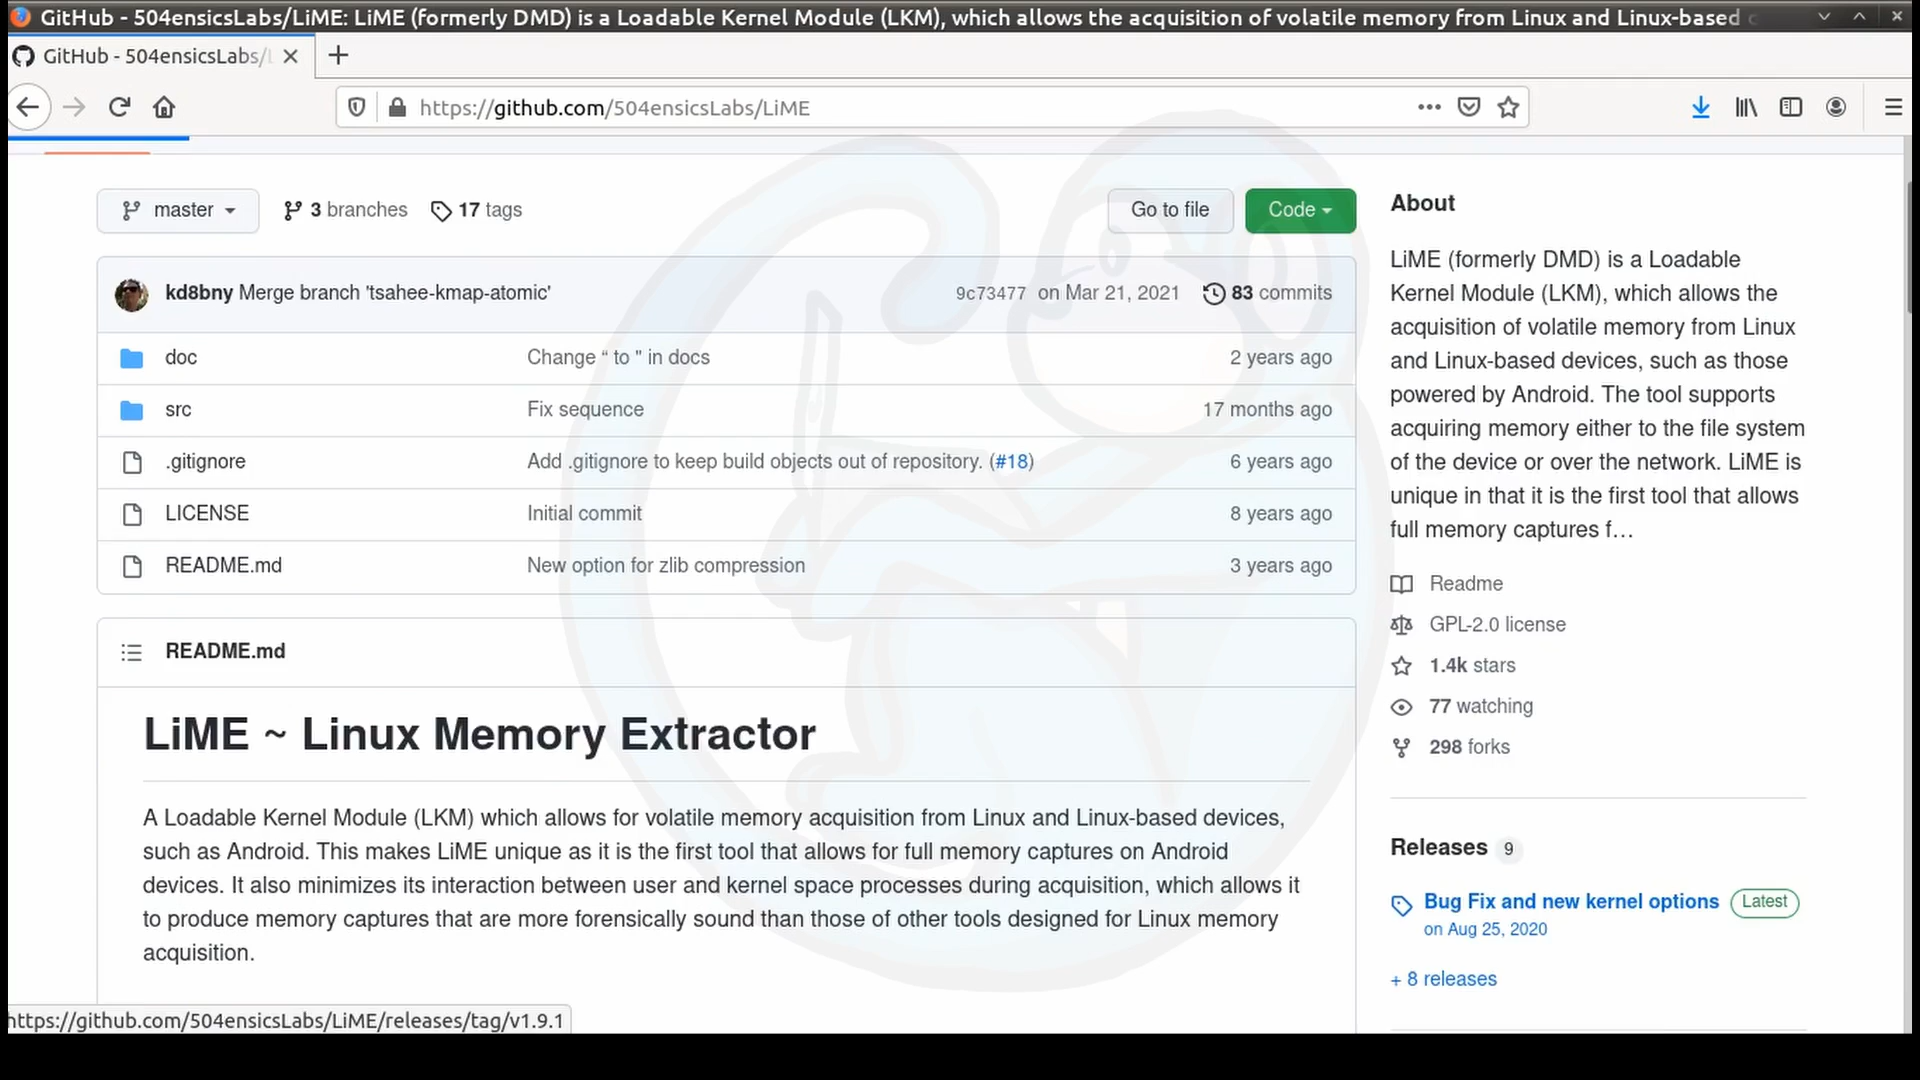 GitHub - 504ensicsLabs/LiME: LiME (formerly DMD) is a Loadable Kernel Module (LKM), which allows the acquisition of volatile memory from Linux and Linux-based
GitHub - 504ensicsLabs/
https://github.com/504ensicsLabs/LiME
master 3 branches 17 tags Go to file Code
kd8bny Merge branch 'tsahee-kmap-atomic' 9c73477 on Mar 21, 2021 83 commits
doc Change “ to " in docs 2 years ago
src Fix sequence 17 months ago
.gitignore Add .gitignore to keep build objects out of repository. (#18) 6 years ago
LICENSE Initial commit 8 years ago
README.md New option for zlib compression 3 years ago
README.md
LiME ~ Linux Memory Extractor
A Loadable Kernel Module (LKM) which allows for volatile memory acquisition from Linux and Linux-based devices,
such as Android. This makes LiME unique as it is the first tool that allows for full memory captures on Android
devices. It also minimizes its interaction between user and kernel space processes during acquisition, which allows it
to produce memory captures that are more forensically sound than those of other tools designed for Linux memory
acquisition.
About
LiME (formerly DMD) is a Loadable
Kernel Module (LKM), which allows the
acquisition of volatile memory from Linux
and Linux-based devices, such as those
powered by Android. The tool supports
acquiring memory either to the file system
of the device or over the network. LiME is
unique in that it is the first tool that allows
full memory captures f…
Readme
GPL-2.0 license
1.4k stars
77 watching
298 forks
Releases 9
Bug Fix and new kernel options Latest
on Aug 25, 2020
+ 8 releases
https://github.com/504ensicsLabs/LiME/releases/tag/v1.9.1